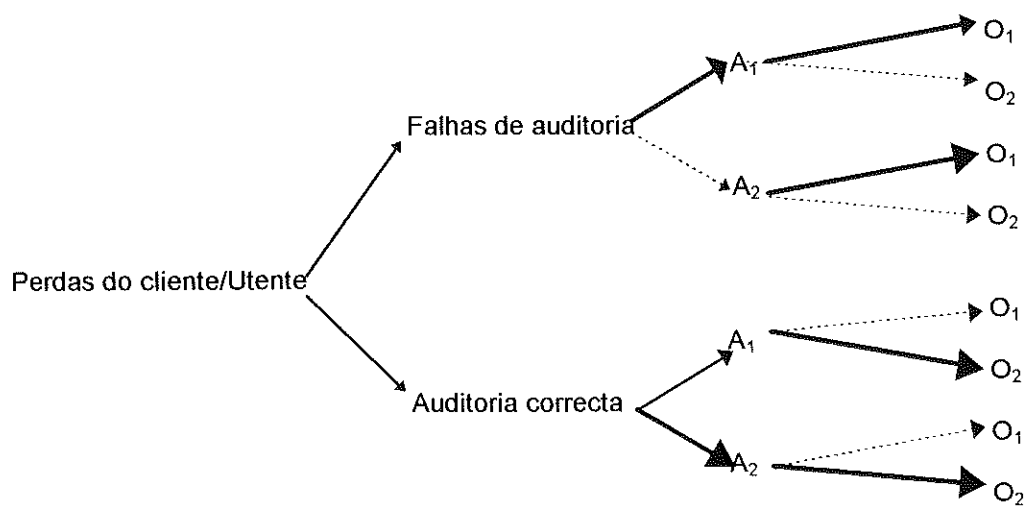 O₁
A₁
O₂
Falhas de auditoria
O₁
A₂
O₂
Perdas do cliente/Utente
O₁
A₁
O₂
Auditoria correcta
O₁
A₂
O₂